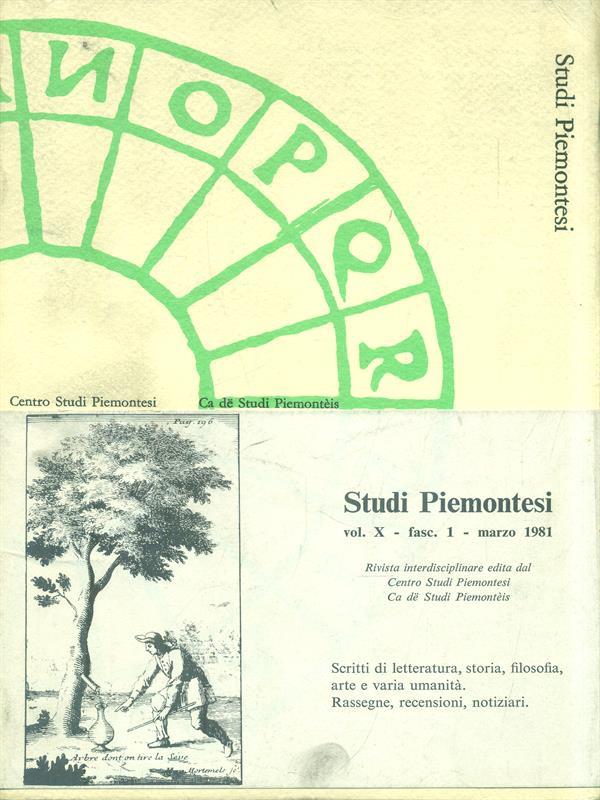 И O P Q R
Studi Piemontesi
Centro Studi Piemontesi
Ca dë Studi Piemontèis
Pag. 196
Arbre dont on tire la Seve
Studi Piemontesi
vol. X - fasc. 1 - marzo 1981
Rivista interdisciplinare edita dal
Centro Studi Piemontesi
Ca dë Studi Piemontèis
Scritti di letteratura, storia, filosofia,
arte e varia umanità.
Rassegne, recensioni, notiziari.